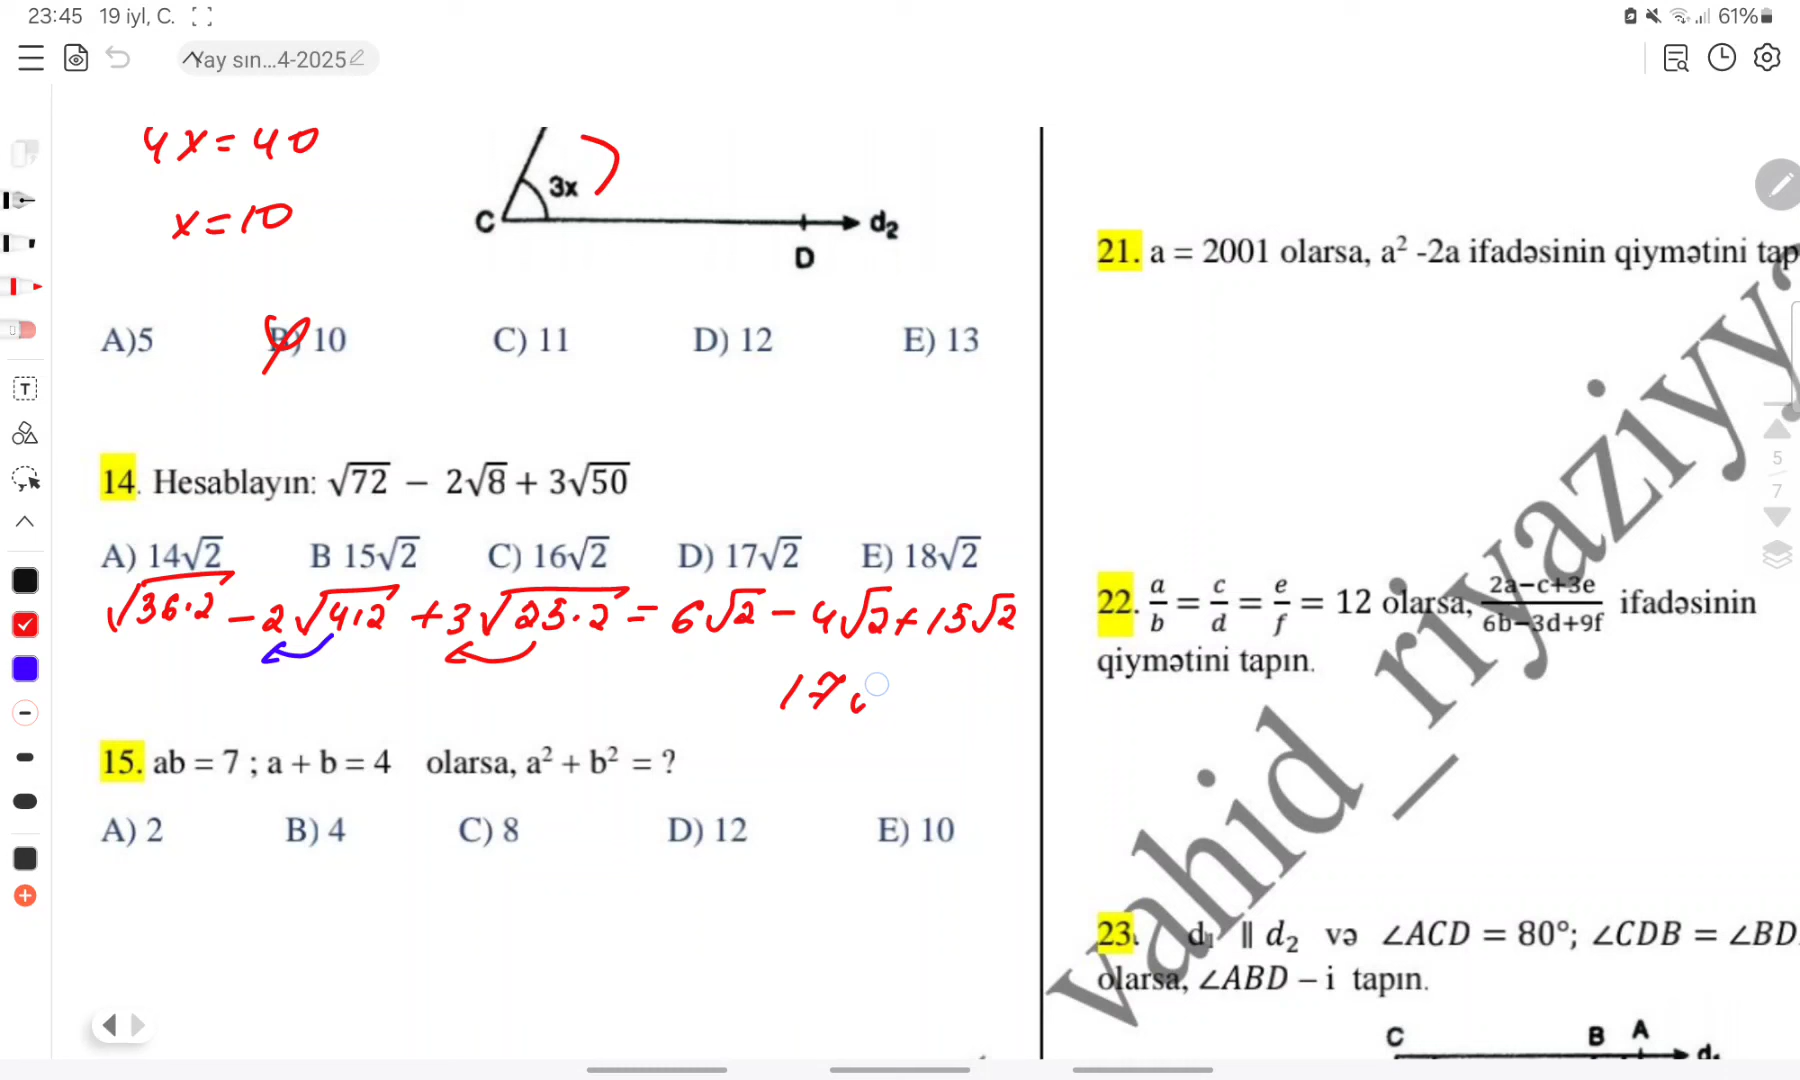 23:45 19 iyl, C.
61%
Yay sın...4-2025
4x=40
x=10
3x
C
d2
D
A)5 B) 10 C) 11 D) 12 E) 13
14. Hesablayın: √72 − 2√8 + 3√50
A) 14√2 B 15√2 C) 16√2 D) 17√2 E) 18√2
√36·2 − 2√4·2 + 3√25·2 = 6√2 − 4√2 + 15√2
17
15. ab = 7 ; a + b = 4 olarsa, a² + b² = ?
A) 2 B) 4 C) 8 D) 12 E) 10
21. a = 2001 olarsa, a² -2a ifadəsinin qiymətini tap
22. a/b = c/d = e/f = 12 olarsa, (2a−c+3e)/(6b−3d+9f) ifadəsinin
qiymətini tapın.
23. d₁ ∥ d₂ və ∠ACD = 80°; ∠CDB = ∠BD
olarsa, ∠ABD − i tapın.
C B A
d₁
vahid_riyaziyy
5
7
T